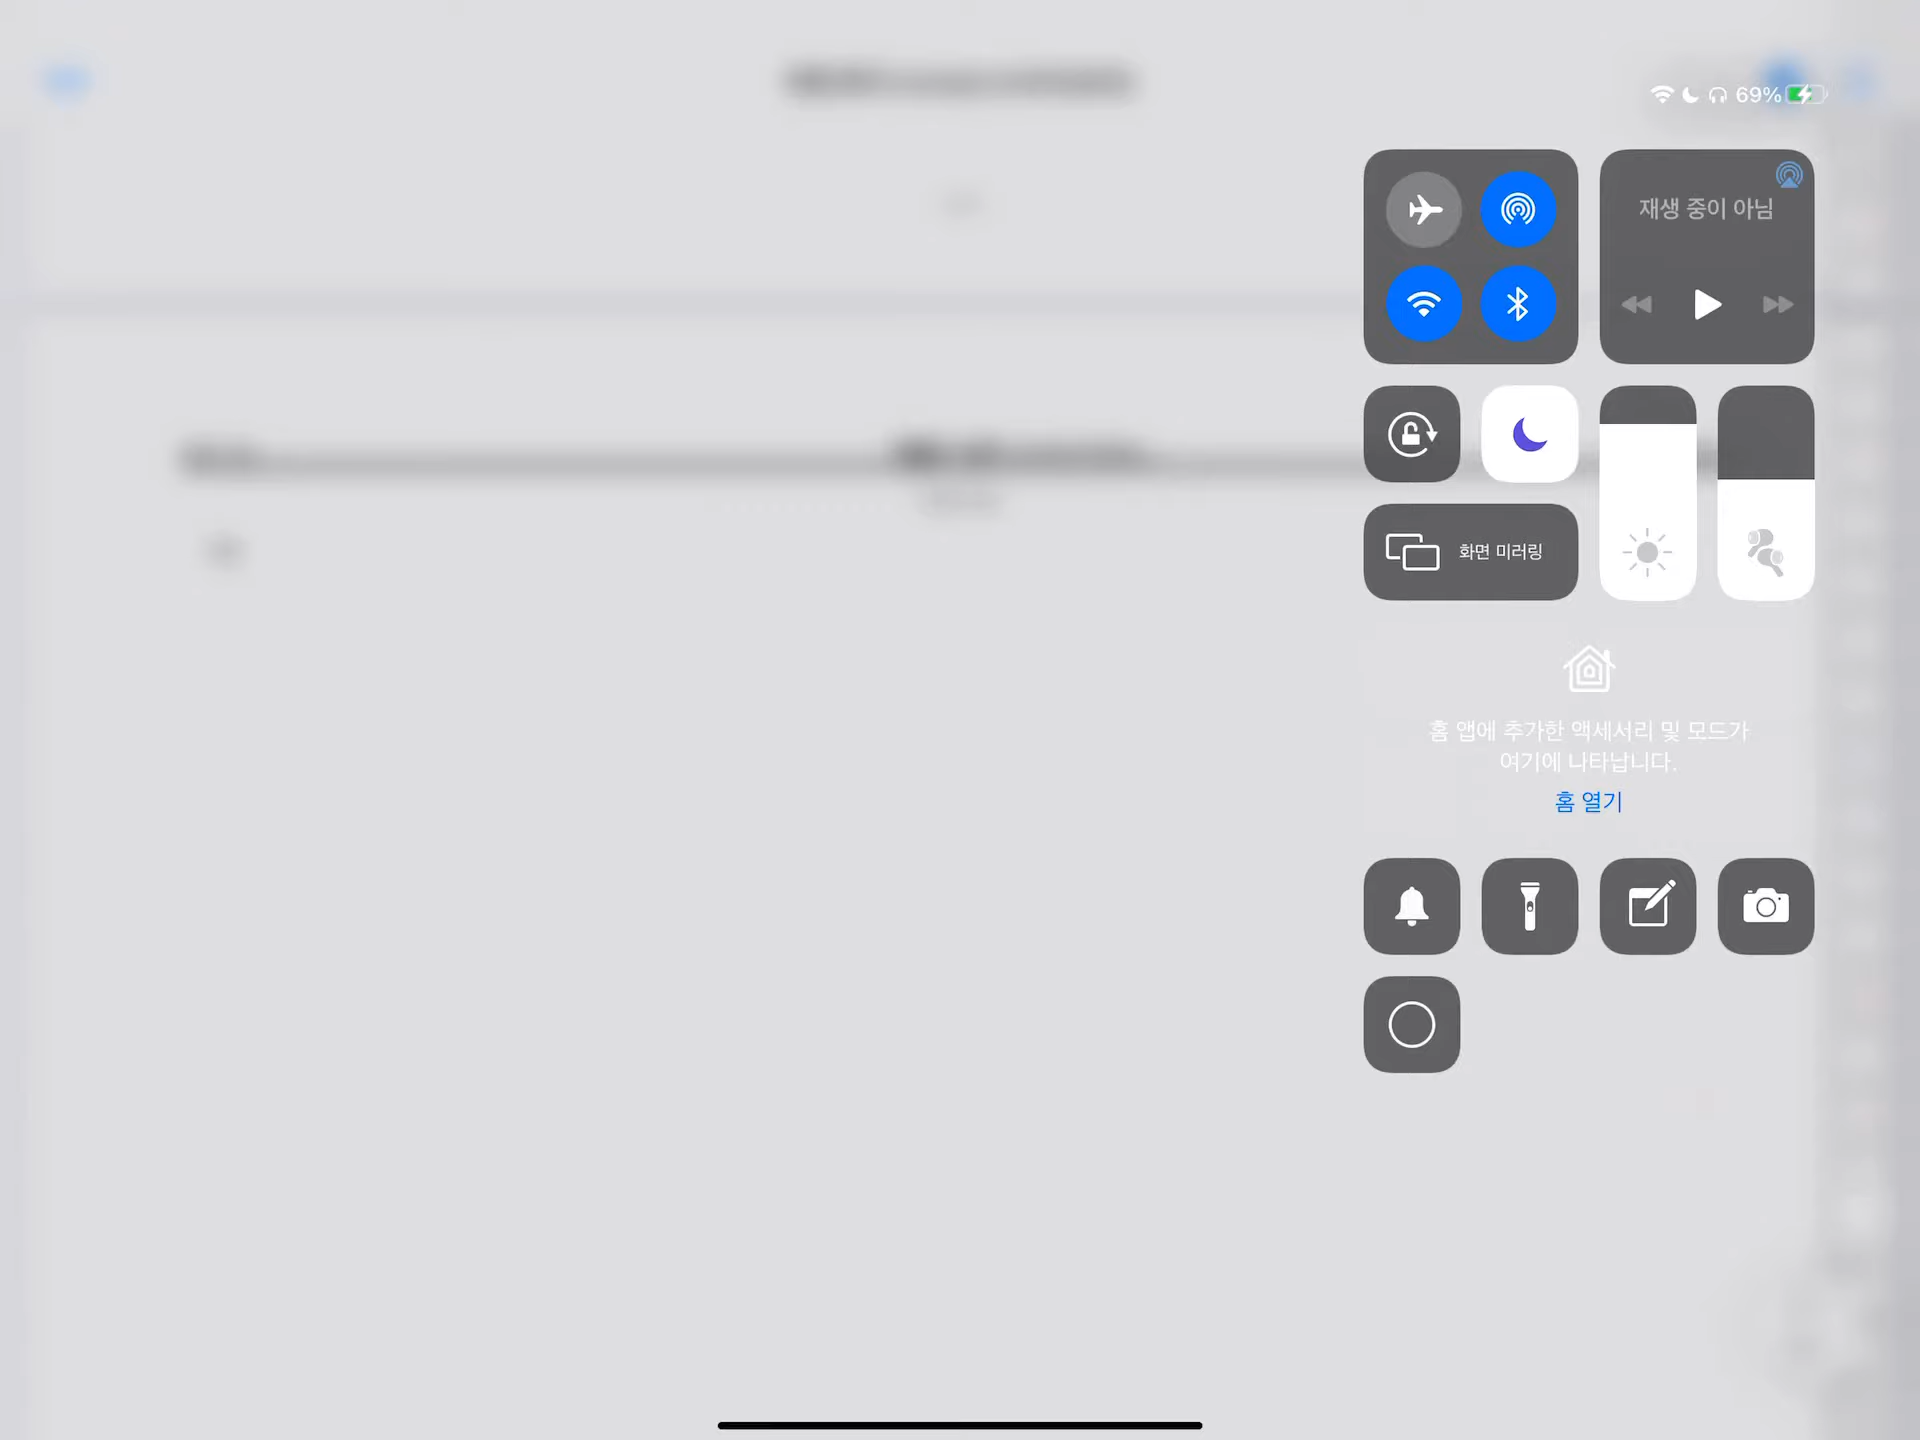 69%
재생 중이 아님
화면 미러링
홈 앱에 추가한 액세서리 및 모드가
여기에 나타납니다.
홈 열기